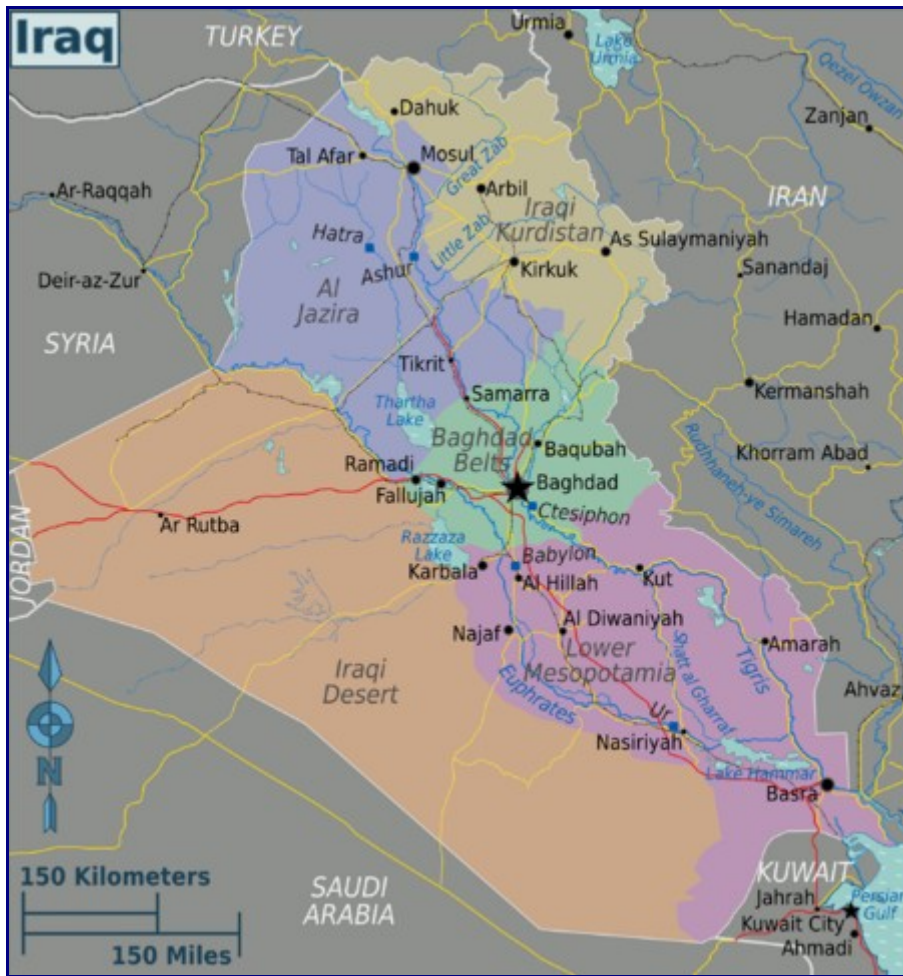 Iraq
TURKEY
Urmia
Lake
Urmia
Qezel Owzan
Dahuk
Zanjan
Tal Afar
Mosul
Great Zab
Ar-Raqqah
Arbil
IRAN
Iraqi
Kurdistan
Hatra
Little Zab
As Sulaymaniyah
Ashur
Kirkuk
Sanandaj
Deir-az-Zur
Al
Jazira
Hamadan
SYRIA
Tikrit
Kermanshah
Samarra
Thartha
Lake
Baghdad
Belts
Baqubah
Rudhhaneh-ye Simareh
Khorram Abad
Ramadi
Fallujah
Baghdad
Ctesiphon
Ar Rutba
JORDAN
Razzaza
Lake
Babylon
Karbala
Al Hillah
Kut
Najaf
Al Diwaniyah
Shatt al Gharraf
Amarah
Lower
Mesopotamia
Tigris
Iraqi
Desert
Euphrates
Ahvaz
Ur
Nasiriyah
Lake Hammar
Basra
N
150 Kilometers
150 Miles
SAUDI
ARABIA
KUWAIT
Jahrah
Persian
Gulf
Kuwait City
Ahmadi